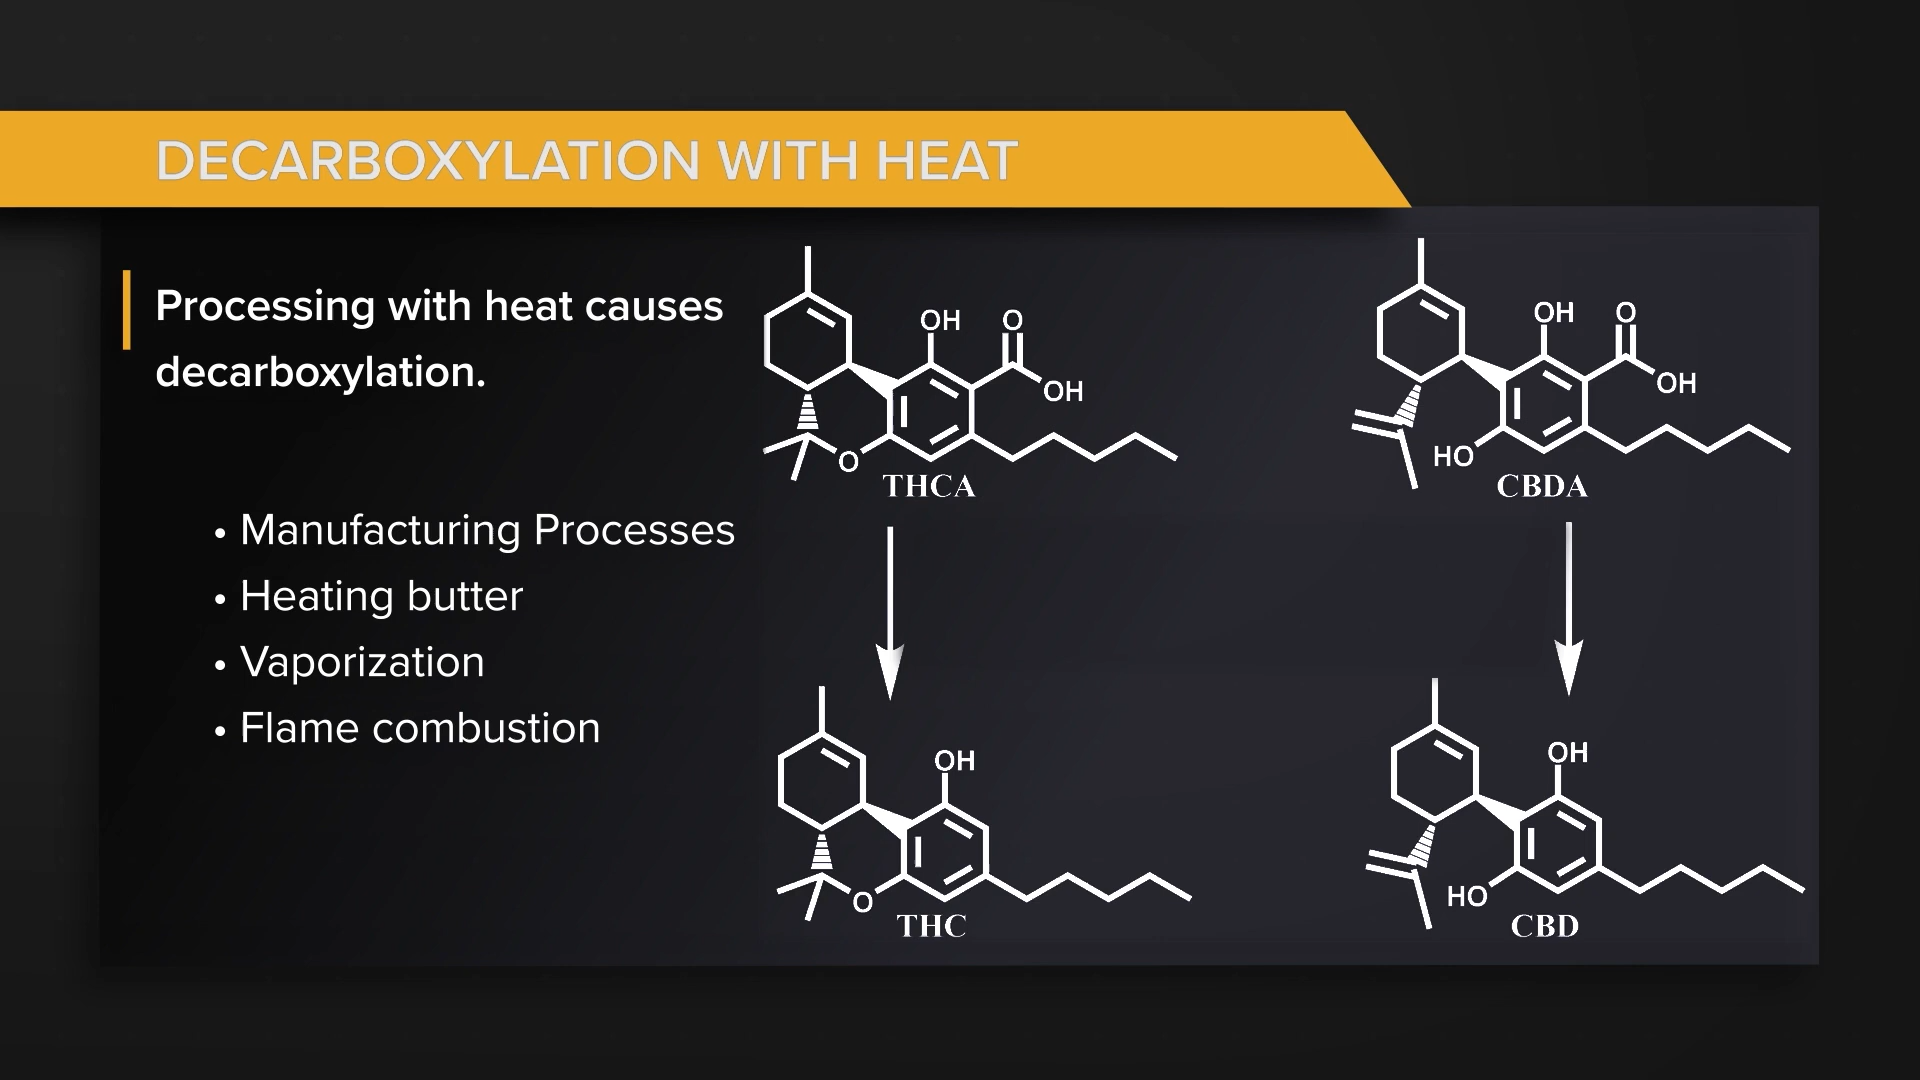 DECARBOXYLATION WITH HEAT
Processing with heat causes
decarboxylation.
• Manufacturing Processes
• Heating butter
• Vaporization
• Flame combustion
OH
O
OH
O
THCA
OH
O
OH
HO
CBDA
OH
O
THC
OH
HO
CBD